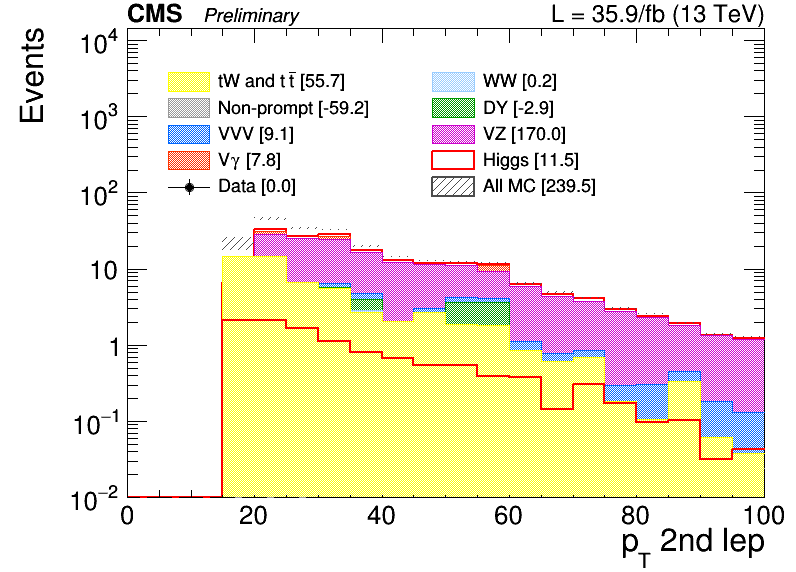 CMS Preliminary L = 35.9/fb (13 TeV)
Events
10⁴
10³
10²
10
1
10⁻¹
10⁻²
tW and t t̄ [55.7]
Non-prompt [-59.2]
VVV [9.1]
Vγ [7.8]
Data [0.0]
WW [0.2]
DY [-2.9]
VZ [170.0]
Higgs [11.5]
All MC [239.5]
0 20 40 60 80 100
p_T 2nd lep